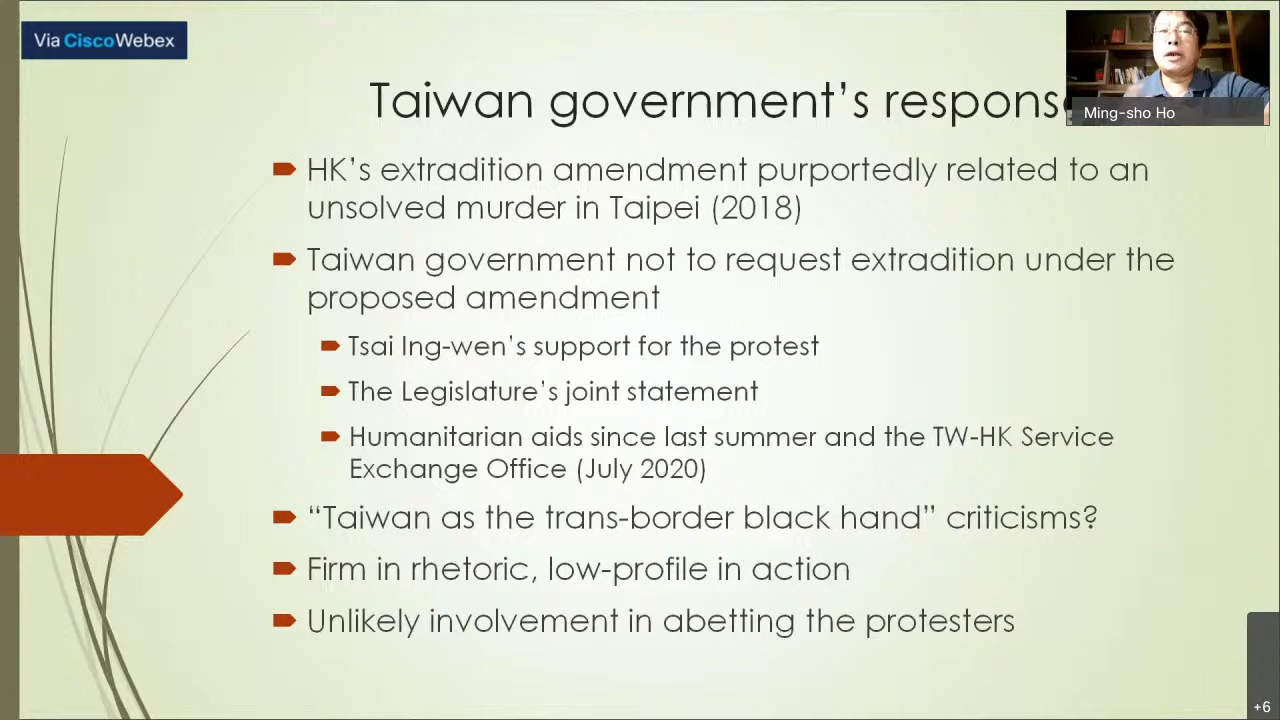 Via Cisco Webex
Taiwan government's respons
Ming-sho Ho
HK's extradition amendment purportedly related to an
unsolved murder in Taipei (2018)
Taiwan government not to request extradition under the
proposed amendment
Tsai Ing-wen's support for the protest
The Legislature's joint statement
Humanitarian aids since last summer and the TW-HK Service
Exchange Office (July 2020)
“Taiwan as the trans-border black hand” criticisms?
Firm in rhetoric, low-profile in action
Unlikely involvement in abetting the protesters
+6